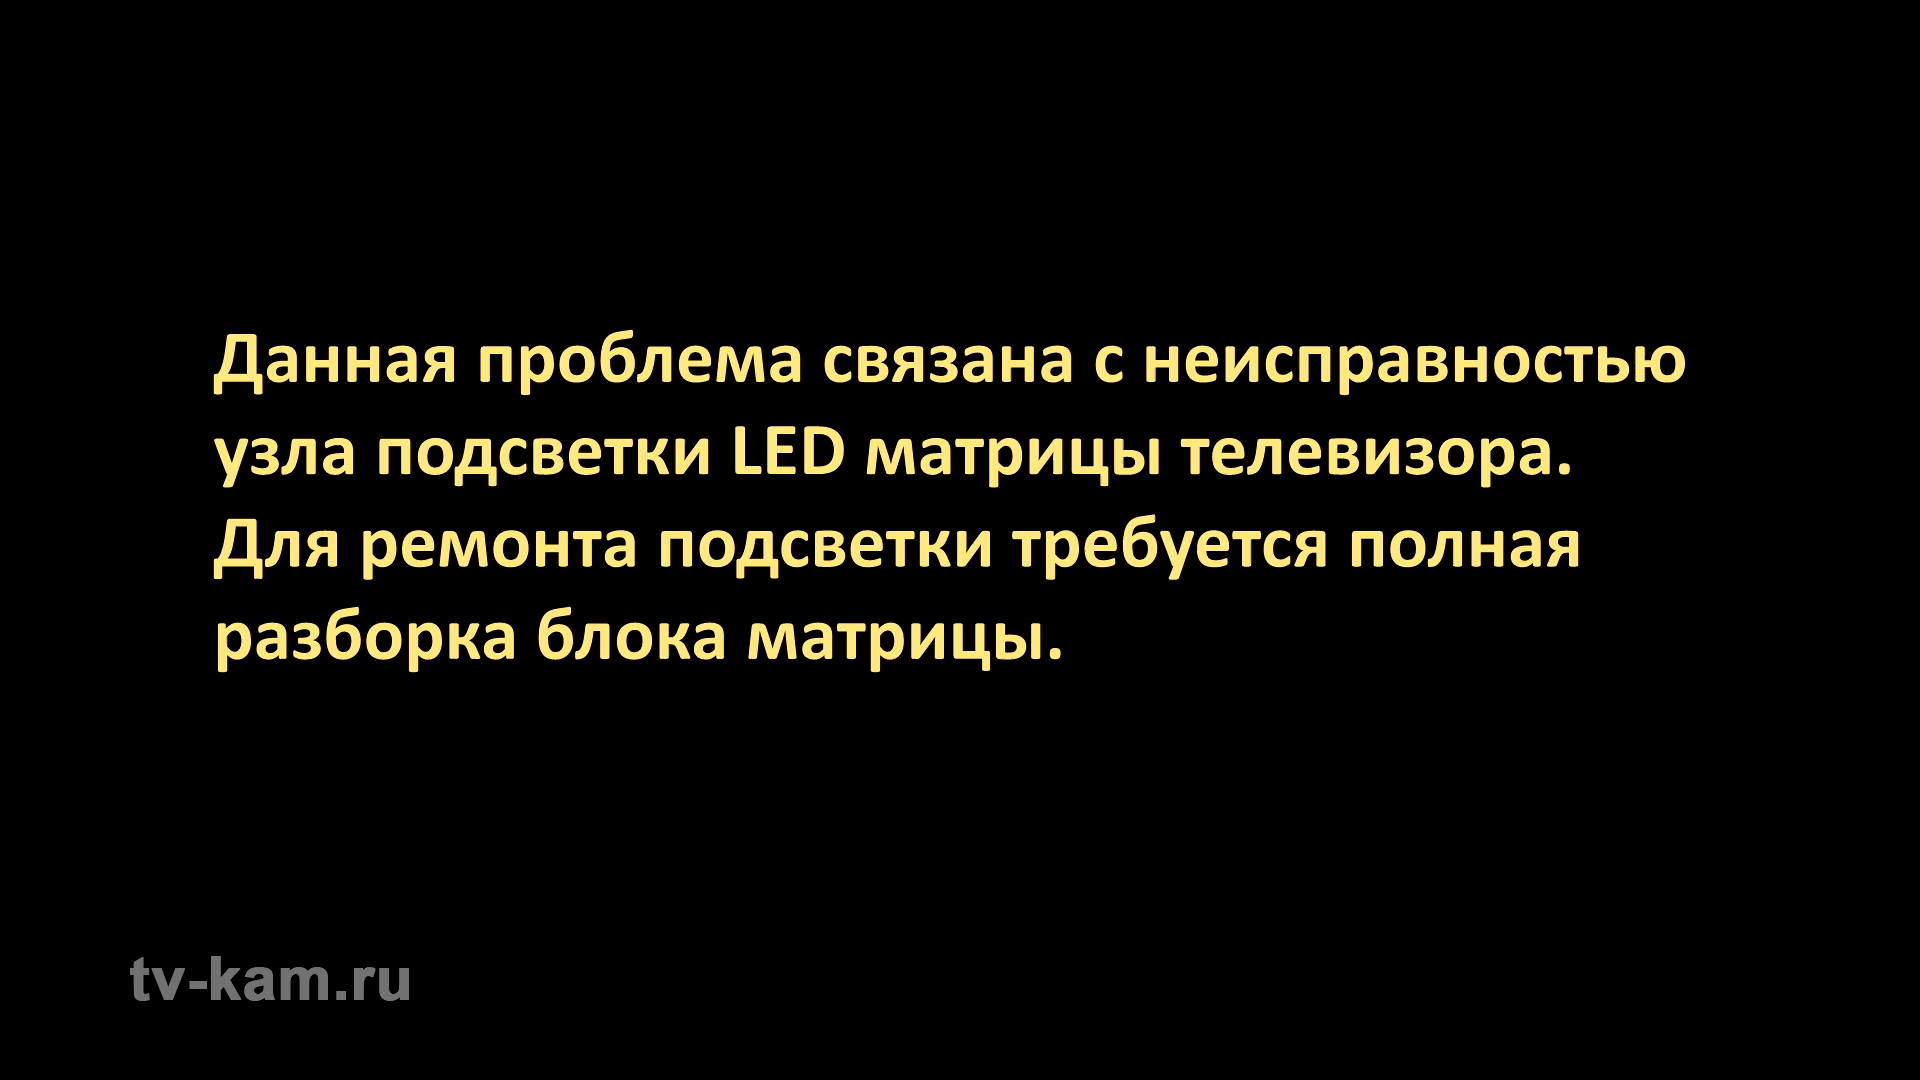 Данная проблема связана с неисправностью
узла подсветки LED матрицы телевизора.
Для ремонта подсветки требуется полная
разборка блока матрицы.
tv-kam.ru